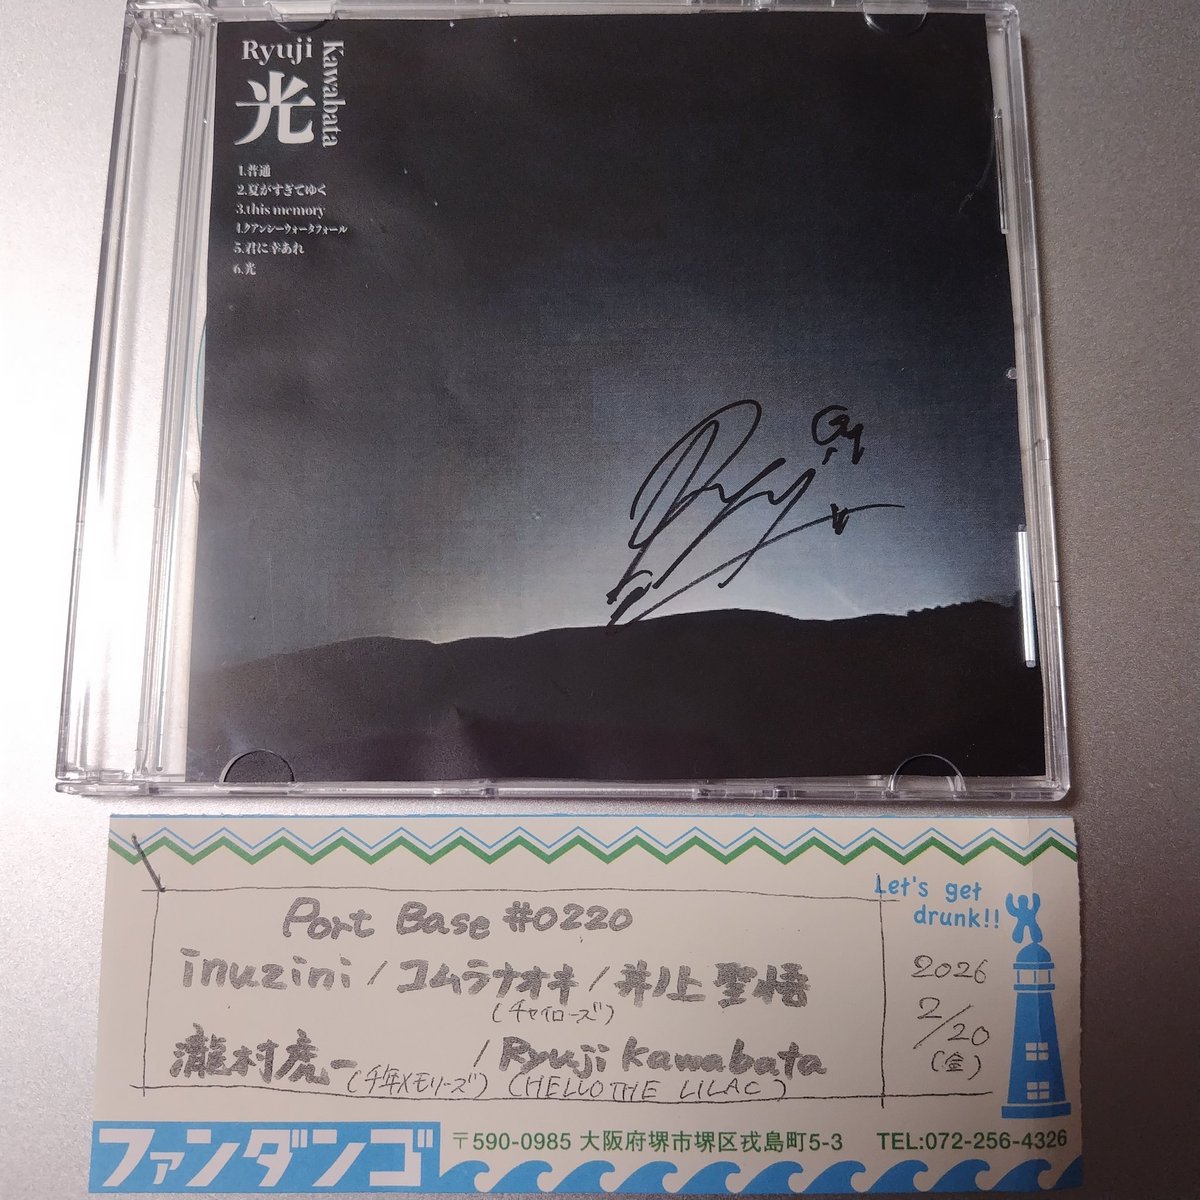 Ryuji
Kawabata
光
1.普通
2.夏がすぎてゆく
3.this memory
4.クアンシーウォータフォール
5.君に幸あれ
6.光
Let's get
drunk!!
Port Base #0220
inuzini / コムラナオキ / 井上聖悟
(チャイローズ)
瀧村虎一 / Ryuji Kawabata
(千年メモリーズ) (HELLO THE LILAC)
2026
2/20
(金)
ファンダンゴ
〒590-0985 大阪府堺市堺区戎島町5-3 TEL:072-256-4326